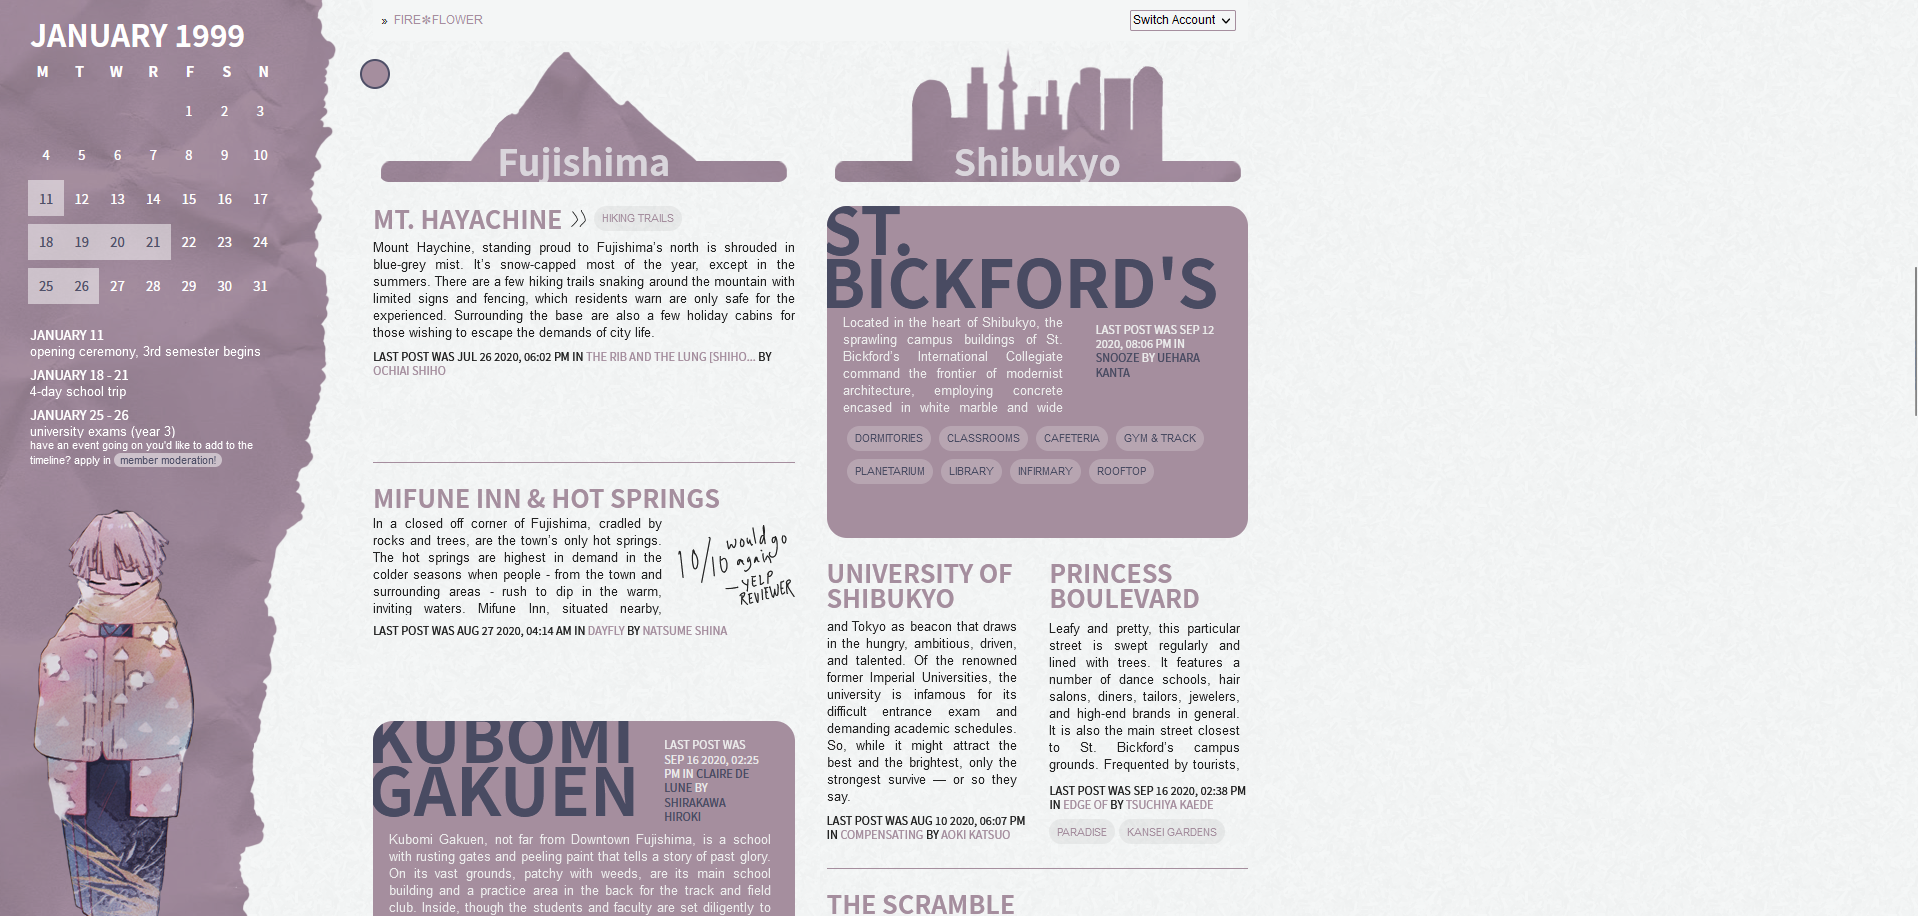 JANUARY 1999
M T W R F S N
1 2 3
4 5 6 7 8 9 10
11 12 13 14 15 16 17
18 19 20 21 22 23 24
25 26 27 28 29 30 31
JANUARY 11
opening ceremony, 3rd semester begins
JANUARY 18 - 21
4-day school trip
JANUARY 25 - 26
university exams (year 3)
have an event going on you'd like to add to the
timeline? apply in member moderation!
» FIRE✻FLOWER
Switch Account
Fujishima
MT. HAYACHINE
HIKING TRAILS
Mount Haychine, standing proud to Fujishima's north is shrouded in
blue-grey mist. It's snow-capped most of the year, except in the
summers. There are a few hiking trails snaking around the mountain with
limited signs and fencing, which residents warn are only safe for the
experienced. Surrounding the base are also a few holiday cabins for
those wishing to escape the demands of city life.
LAST POST WAS JUL 26 2020, 06:02 PM IN THE RIB AND THE LUNG [SHIHO... BY
OCHIAI SHIHO
MIFUNE INN & HOT SPRINGS
In a closed off corner of Fujishima, cradled by
rocks and trees, are the town's only hot springs.
The hot springs are highest in demand in the
colder seasons when people - from the town and
surrounding areas - rush to dip in the warm,
inviting waters. Mifune Inn, situated nearby,
10/10 would go
again
—YELP
REVIEWER
LAST POST WAS AUG 27 2020, 04:14 AM IN DAYFLY BY NATSUME SHINA
KUBOMI
GAKUEN
LAST POST WAS
SEP 16 2020, 02:25
PM IN CLAIRE DE
LUNE BY
SHIRAKAWA
HIROKI
Kubomi Gakuen, not far from Downtown Fujishima, is a school
with rusting gates and peeling paint that tells a story of past glory.
On its vast grounds, patchy with weeds, are its main school
building and a practice area in the back for the track and field
club. Inside, though the students and faculty are set diligently to
Shibukyo
ST.
BICKFORD'S
Located in the heart of Shibukyo, the
sprawling campus buildings of St.
Bickford's International Collegiate
command the frontier of modernist
architecture, employing concrete
encased in white marble and wide
LAST POST WAS SEP 12
2020, 08:06 PM IN
SNOOZE BY UEHARA
KANTA
DORMITORIES CLASSROOMS CAFETERIA GYM & TRACK
PLANETARIUM LIBRARY INFIRMARY ROOFTOP
UNIVERSITY OF
SHIBUKYO
and Tokyo as beacon that draws
in the hungry, ambitious, driven,
and talented. Of the renowned
former Imperial Universities, the
university is infamous for its
difficult entrance exam and
demanding academic schedules.
So, while it might attract the
best and the brightest, only the
strongest survive — or so they
say.
LAST POST WAS AUG 10 2020, 06:07 PM
IN COMPENSATING BY AOKI KATSUO
PRINCESS
BOULEVARD
Leafy and pretty, this particular
street is swept regularly and
lined with trees. It features a
number of dance schools, hair
salons, diners, tailors, jewelers,
and high-end brands in general.
It is also the main street closest
to St. Bickford's campus
grounds. Frequented by tourists,
LAST POST WAS SEP 16 2020, 02:38 PM
IN EDGE OF BY TSUCHIYA KAEDE
PARADISE KANSEI GARDENS
THE SCRAMBLE